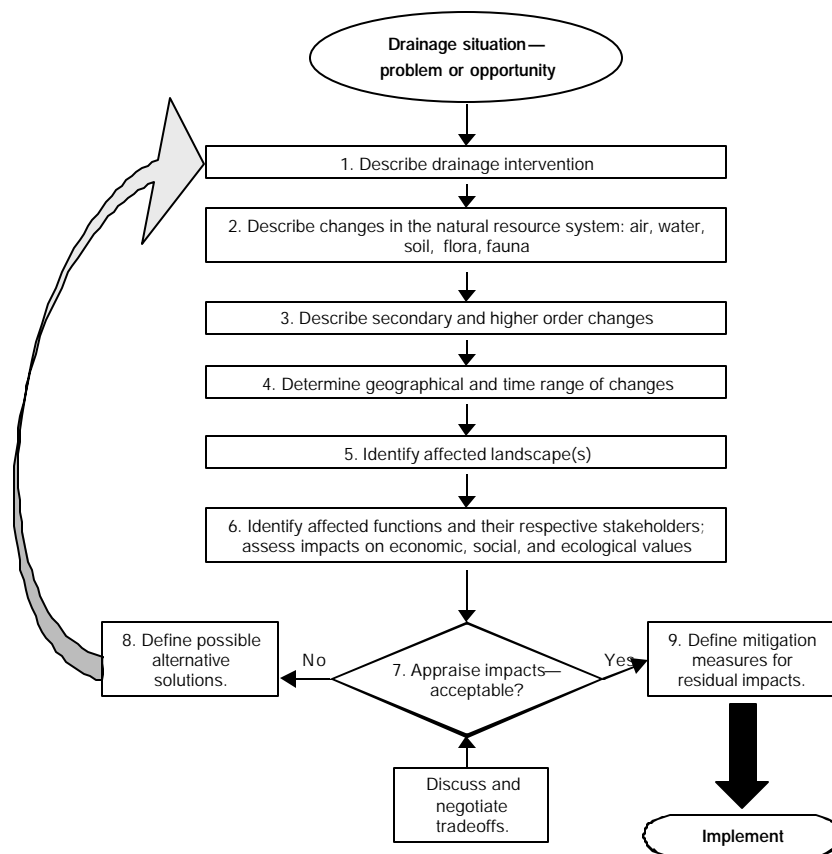 Drainage situation—
problem or opportunity
1. Describe drainage intervention
2. Describe changes in the natural resource system: air, water,
soil, flora, fauna
3. Describe secondary and higher order changes
4. Determine geographical and time range of changes
5. Identify affected landscape(s)
6. Identify affected functions and their respective stakeholders;
assess impacts on economic, social, and ecological values
7. Appraise impacts—
acceptable?
No
Yes
8. Define possible
alternative
solutions.
9. Define mitigation
measures for
residual impacts.
Discuss and
negotiate
tradeoffs.
Implement